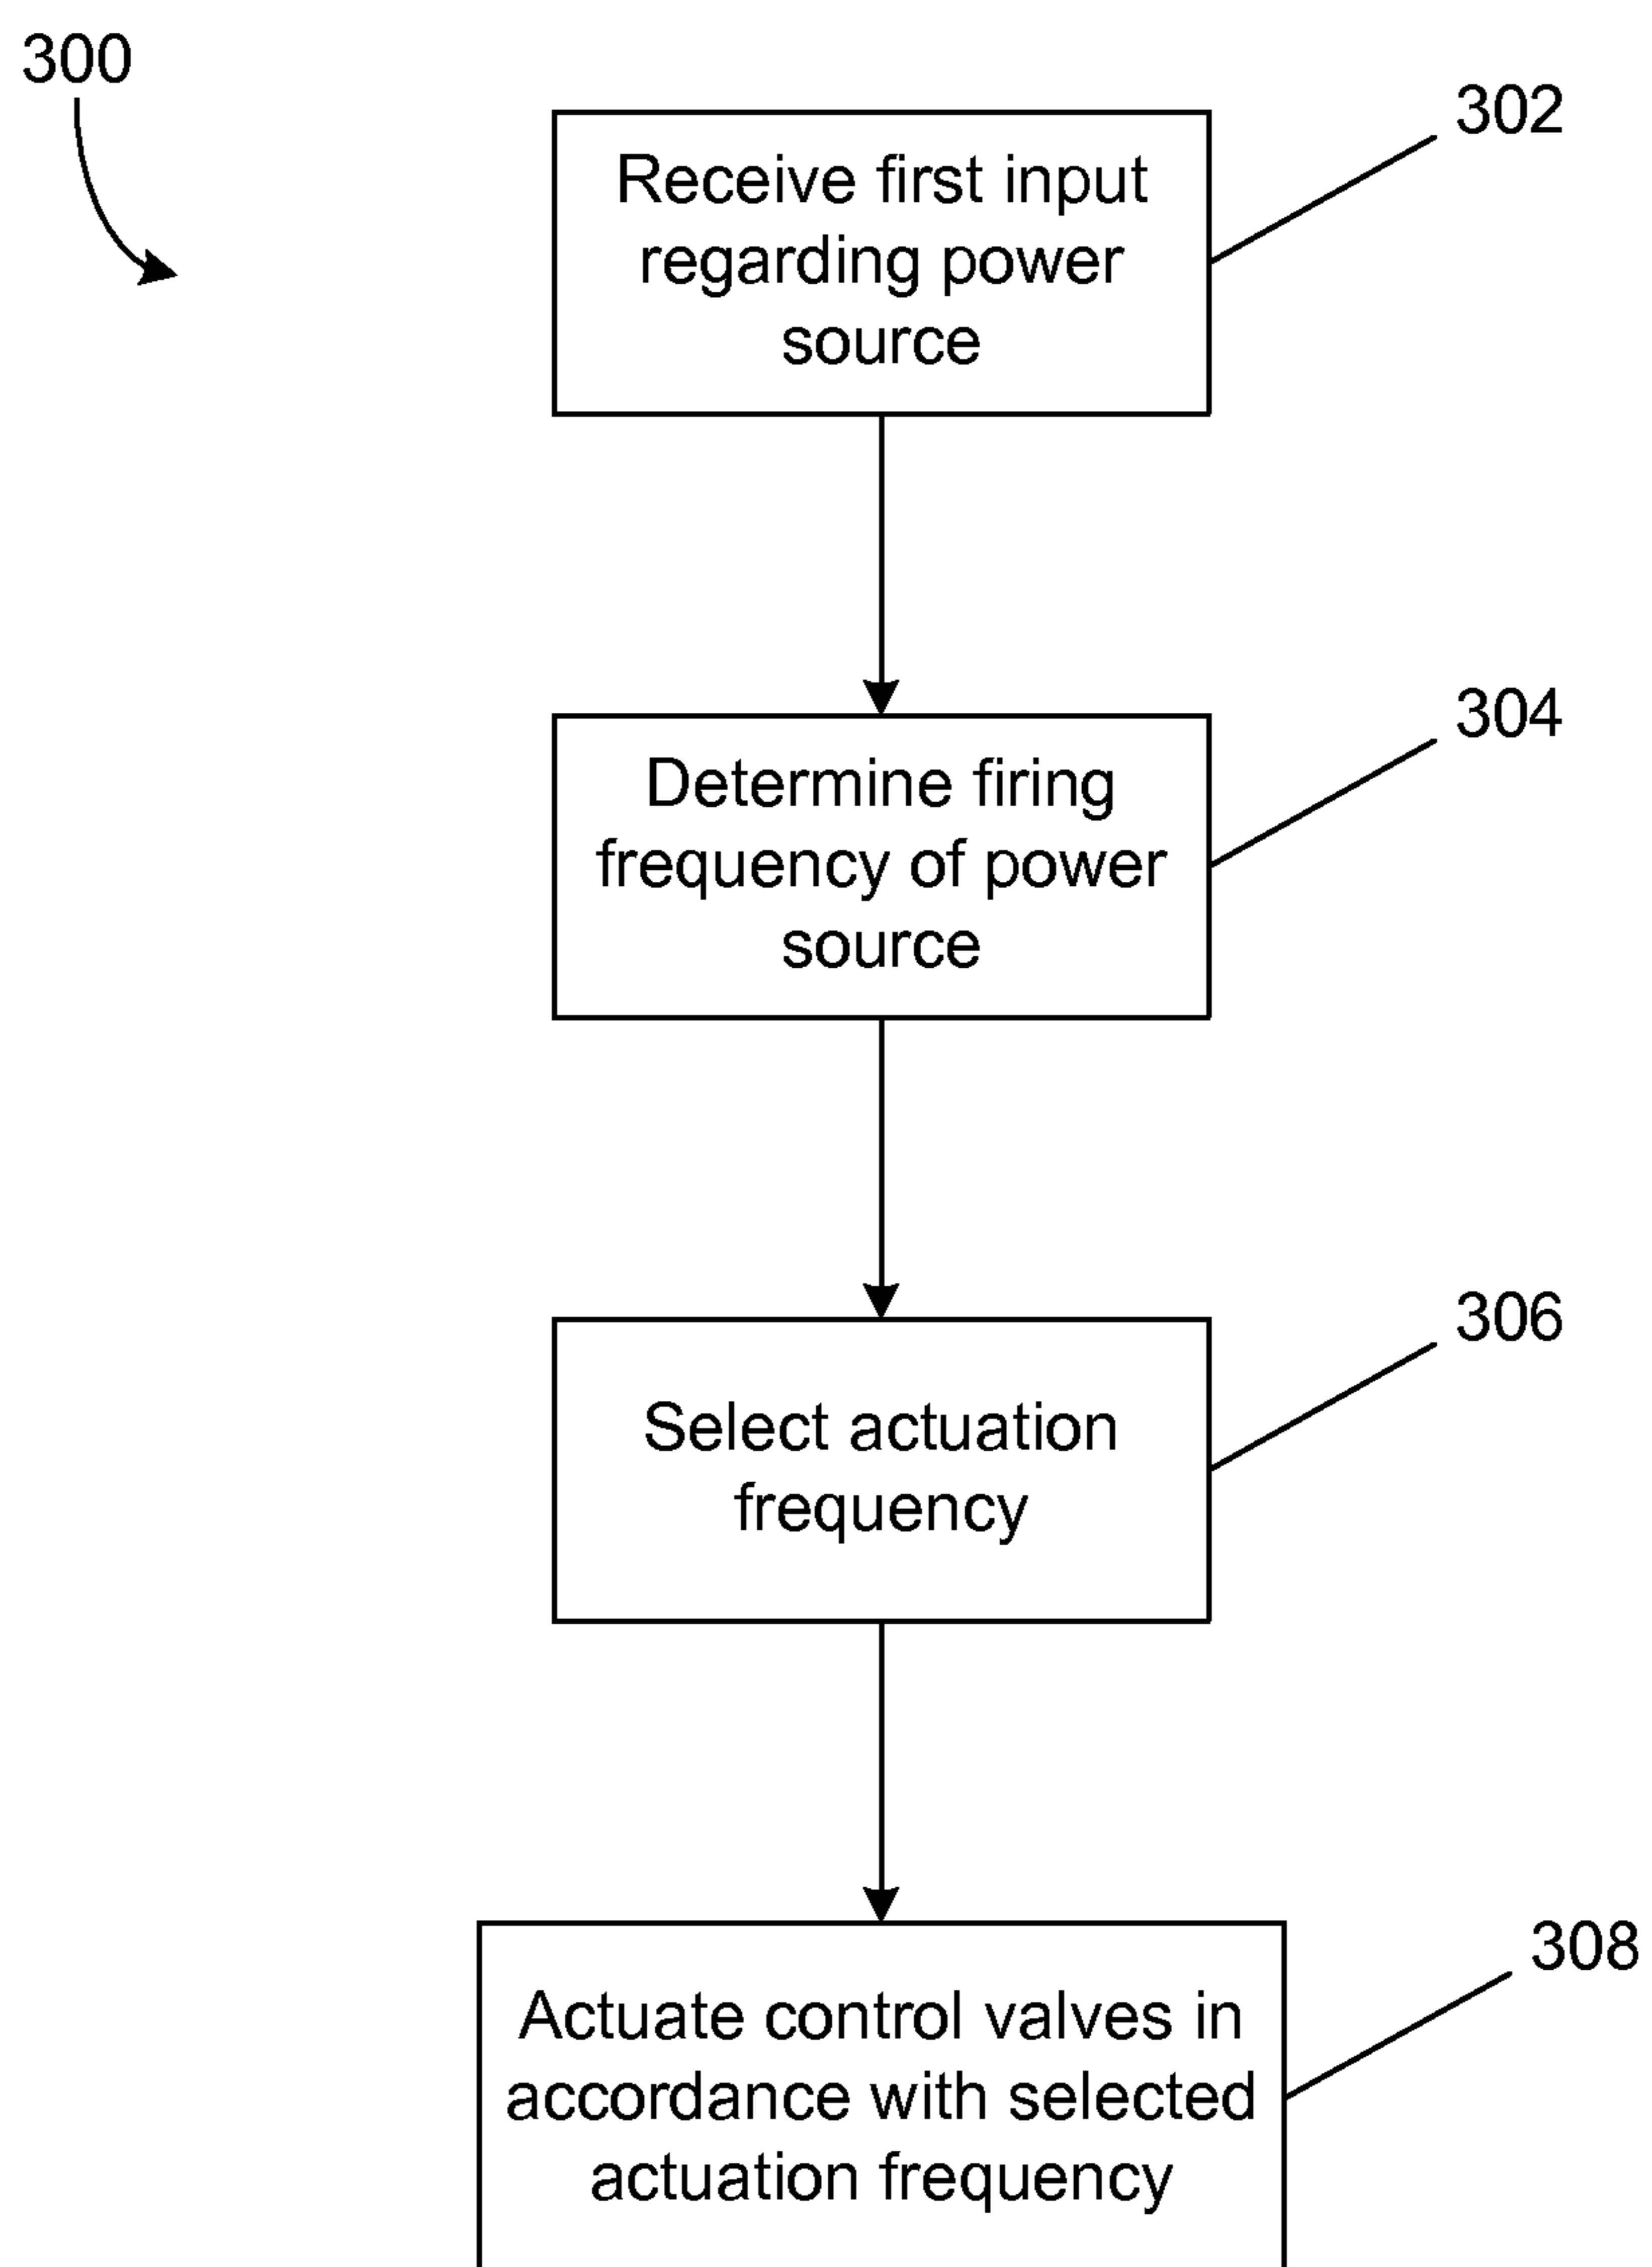 300
302
Receive first input
regarding power
source
304
Determine firing
frequency of power
source
306
Select actuation
frequency
308
Actuate control valves in
accordance with selected
actuation frequency